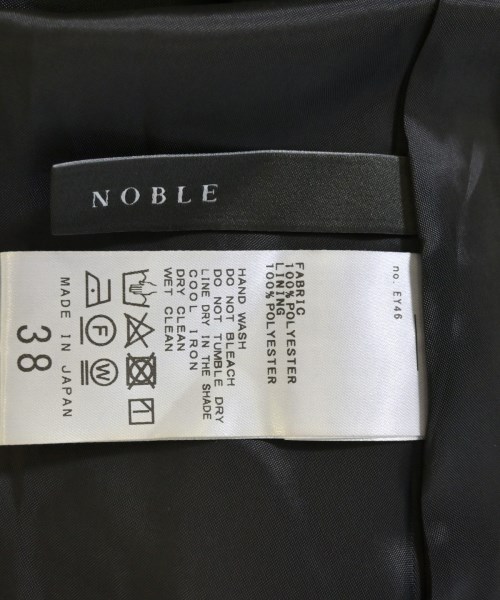 NOBLE
no. EY46
FABRIC
100%POLYESTER
LINING
100%POLYESTER
HAND WASH
DO NOT BLEACH
DO NOT TUMBLE DRY
LINE DRY IN THE SHADE
COOL IRON
DRY CLEAN
WET CLEAN
F
W
MADE IN JAPAN
38